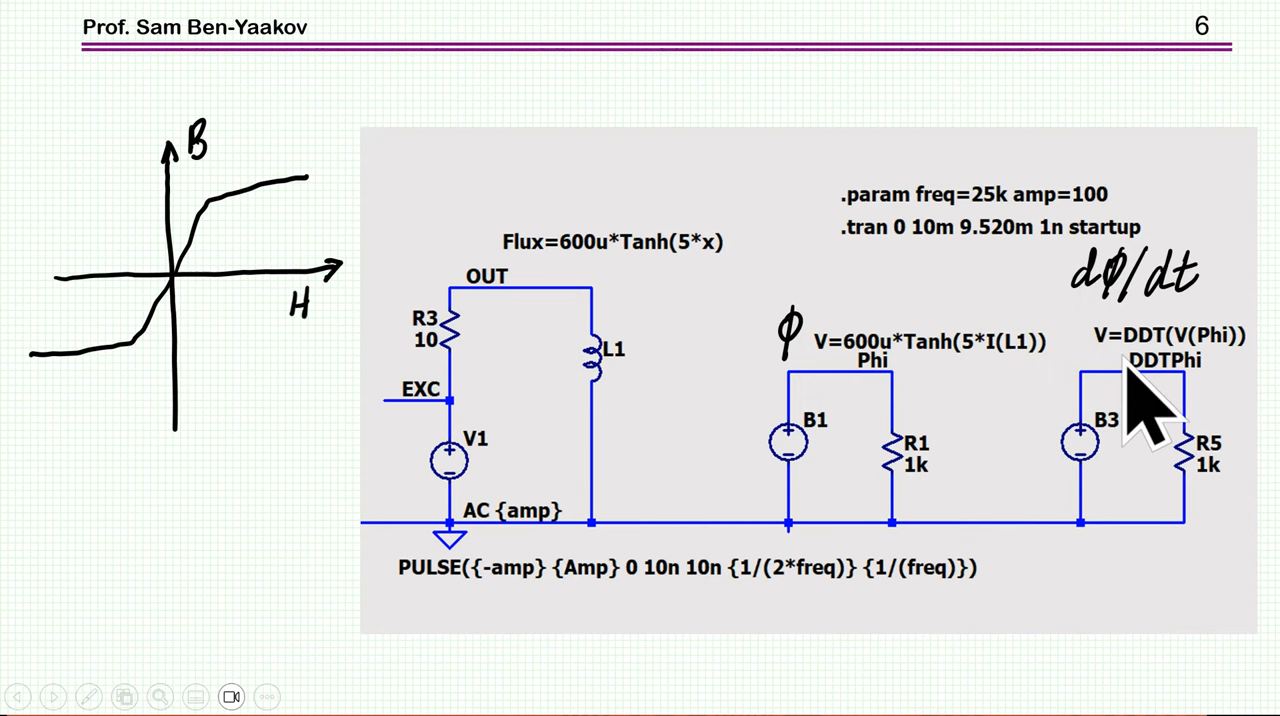 Prof. Sam Ben-Yaakov
6
B
H
.param freq=25k amp=100
.tran 0 10m 9.520m 1n startup
Flux=600u*Tanh(5*x)
OUT
R3
10
L1
EXC
V1
AC {amp}
PULSE({-amp} {Amp} 0 10n 10n {1/(2*freq)} {1/(freq)})
ϕ
V=600u*Tanh(5*I(L1))
Phi
B1
R1
1k
dϕ/dt
V=DDT(V(Phi))
DDTPhi
B3
R5
1k